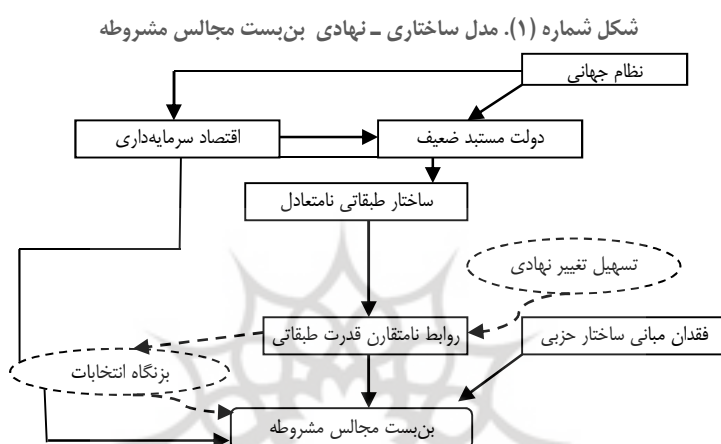 شکل شماره (۱). مدل ساختاری ـ نهادی بن‌بست مجالس مشروطه
نظام جهانی
دولت مستبد ضعیف
اقتصاد سرمایه‌داری
ساختار طبقاتی نامتعادل
تسهیل تغییر نهادی
فقدان مبانی ساختار حزبی
روابط نامتقارن قدرت طبقاتی
بزنگاه انتخابات
بن‌بست مجالس مشروطه